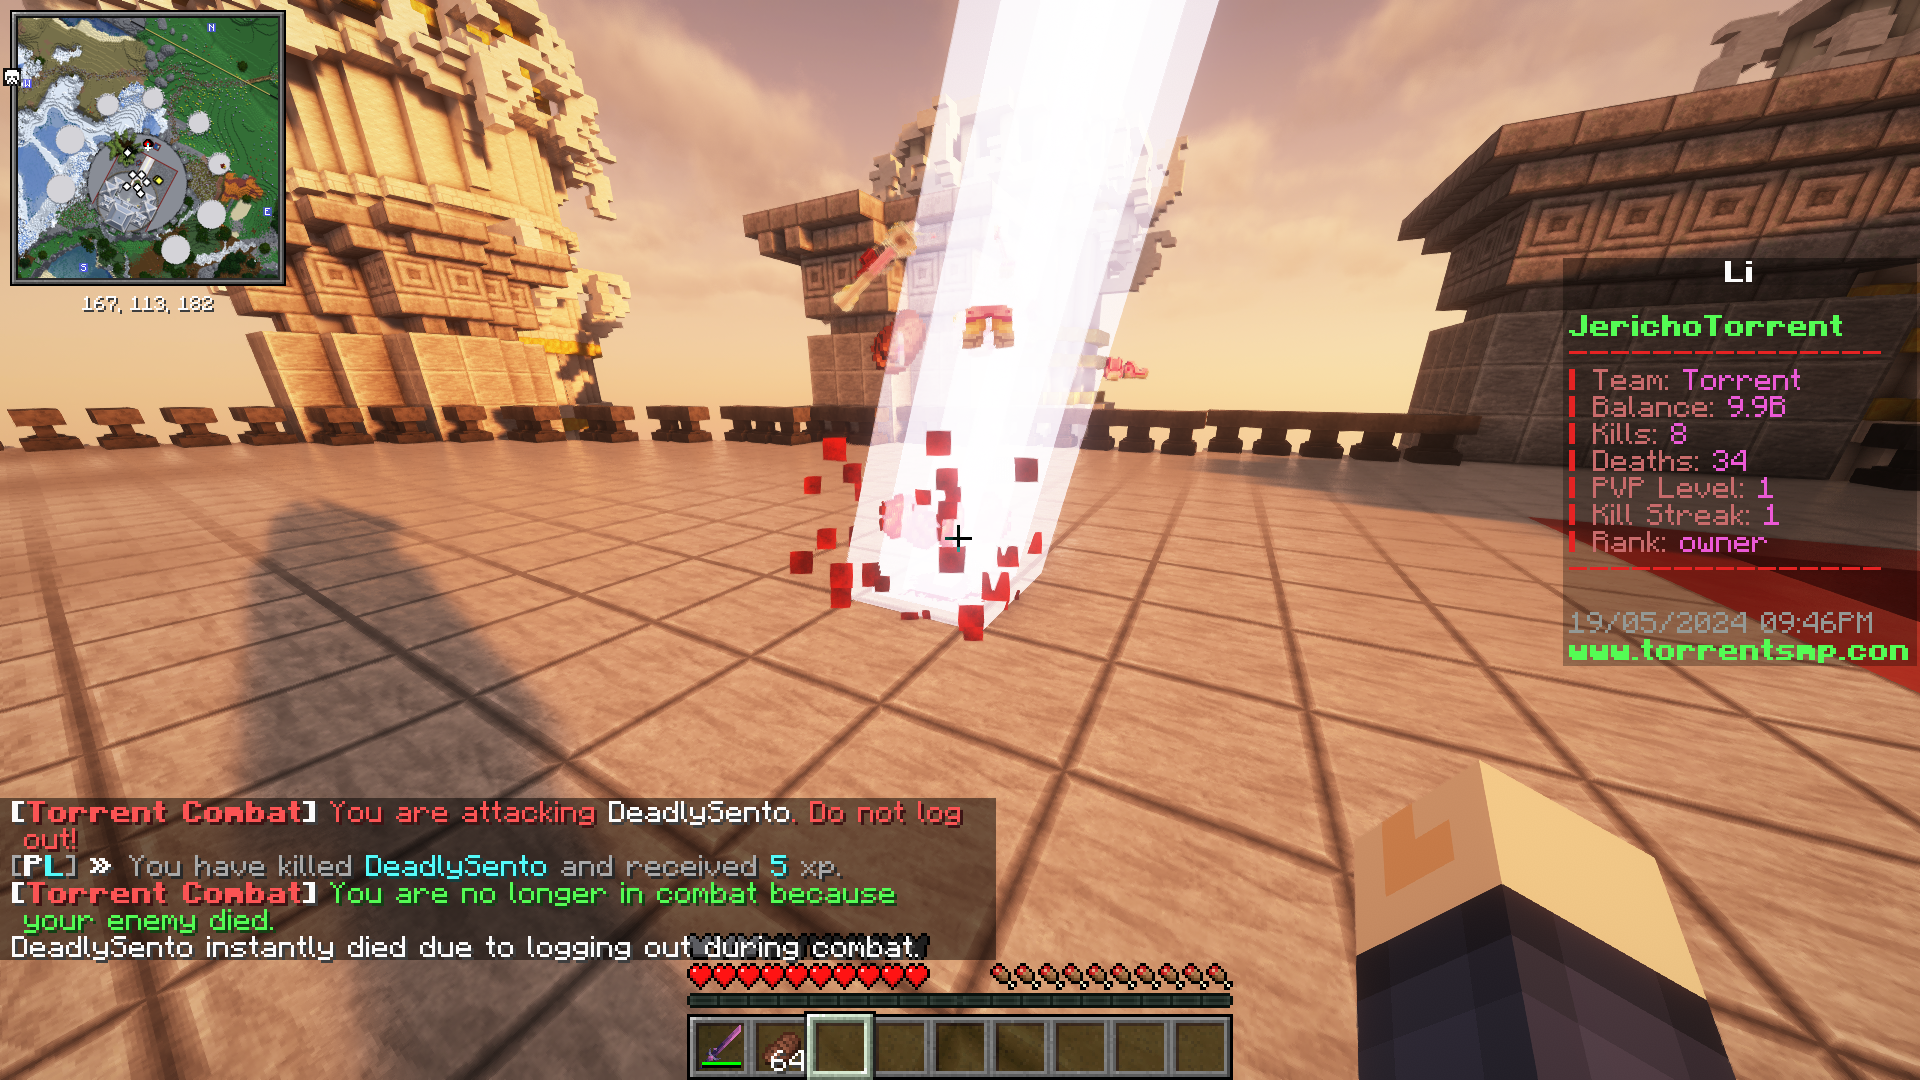 N
W
E
S
167, 113, 182
Li
JerichoTorrent
Team: Torrent
Balance: 9.9B
Kills: 8
Deaths: 34
PVP Level: 1
Kill Streak: 1
Rank: owner
19/05/2024 09:46PM
www.torrentsmp.com
[Torrent Combat] You are attacking DeadlySento. Do not log
out!
[PL] » You have killed DeadlySento and received 5 xp.
[Torrent Combat] You are no longer in combat because
your enemy died.
DeadlySento instantly died due to logging out during combat.
64